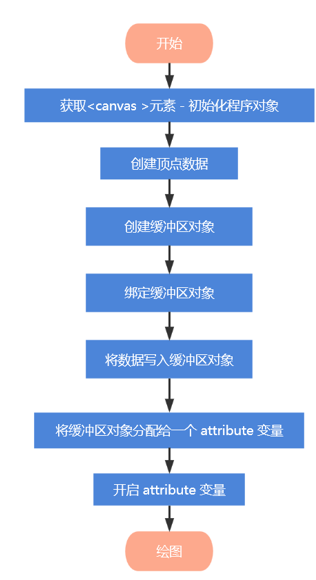 开始
获取<canvas >元素 - 初始化程序对象
创建顶点数据
创建缓冲区对象
绑定缓冲区对象
将数据写入缓冲区对象
将缓冲区对象分配给一个 attribute 变量
开启 attribute 变量
绘图